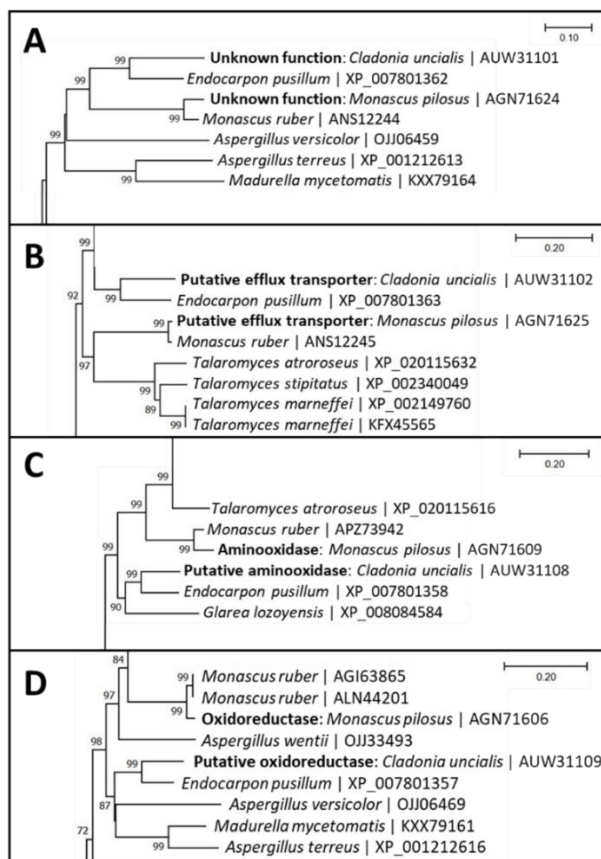 A
0.10
Unknown function: Cladonia uncialis | AUW31101
99
Endocarpon pusillum | XP_007801362
99
Unknown function: Monascus pilosus | AGN71624
99
Monascus ruber | ANS12244
99
Aspergillus versicolor | OJJ06459
Aspergillus terreus | XP_001212613
99
Madurella mycetomatis | KXX79164
B
0.20
99
Putative efflux transporter: Cladonia uncialis | AUW31102
99
Endocarpon pusillum | XP_007801363
92
Putative efflux transporter: Monascus pilosus | AGN71625
99
Monascus ruber | ANS12245
97
Talaromyces atroroseus | XP_020115632
99
Talaromyces stipitatus | XP_002340049
89
Talaromyces marneffei | XP_002149760
99
Talaromyces marneffei | KFX45565
C
0.20
99
99
Talaromyces atroroseus | XP_020115616
Monascus ruber | APZ73942
99
99
Aminooxidase: Monascus pilosus | AGN71609
Putative aminooxidase: Cladonia uncialis | AUW31108
99
Endocarpon pusillum | XP_007801358
90
Glarea lozoyensis | XP_008084584
D
0.20
84
Monascus ruber | AGI63865
99
97
Monascus ruber | ALN44201
99
Oxidoreductase: Monascus pilosus | AGN71606
Aspergillus wentii | OJJ33493
98
Putative oxidoreductase: Cladonia uncialis | AUW31109
99
Endocarpon pusillum | XP_007801357
87
Aspergillus versicolor | OJJ06469
Madurella mycetomatis | KXX79161
72
99
Aspergillus terreus | XP_001212616